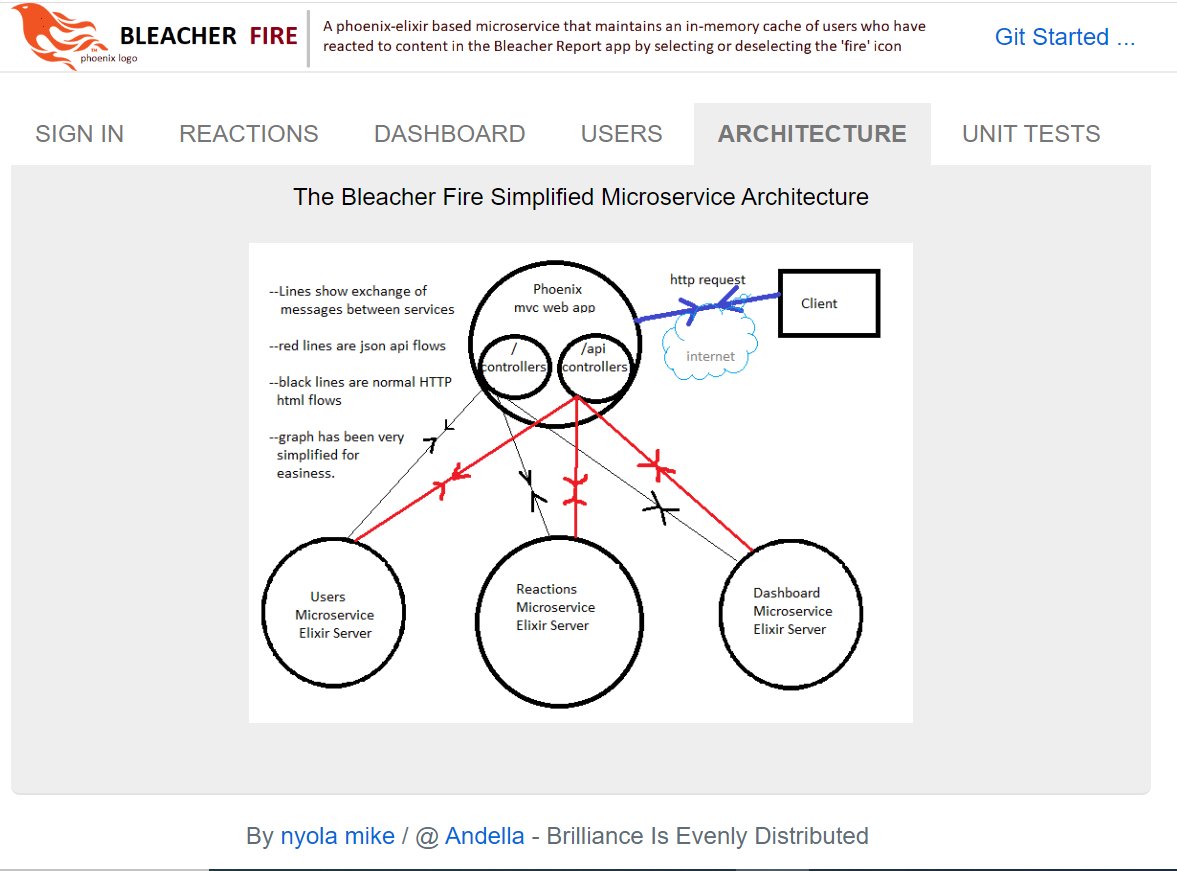 BLEACHER FIRE
phoenix logo
TM
A phoenix-elixir based microservice that maintains an in-memory cache of users who have
reacted to content in the Bleacher Report app by selecting or deselecting the 'fire' icon
Git Started ...
SIGN IN REACTIONS DASHBOARD USERS ARCHITECTURE UNIT TESTS
The Bleacher Fire Simplified Microservice Architecture
--Lines show exchange of
messages between services
--red lines are json api flows
--black lines are normal HTTP
html flows
--graph has been very
simplified for
easiness.
Phoenix
mvc web app
/
controllers
/api
controllers
http request
internet
Client
Users
Microservice
Elixir Server
Reactions
Microservice
Elixir Server
Dashboard
Microservice
Elixir Server
By nyola mike / @ Andella - Brilliance Is Evenly Distributed